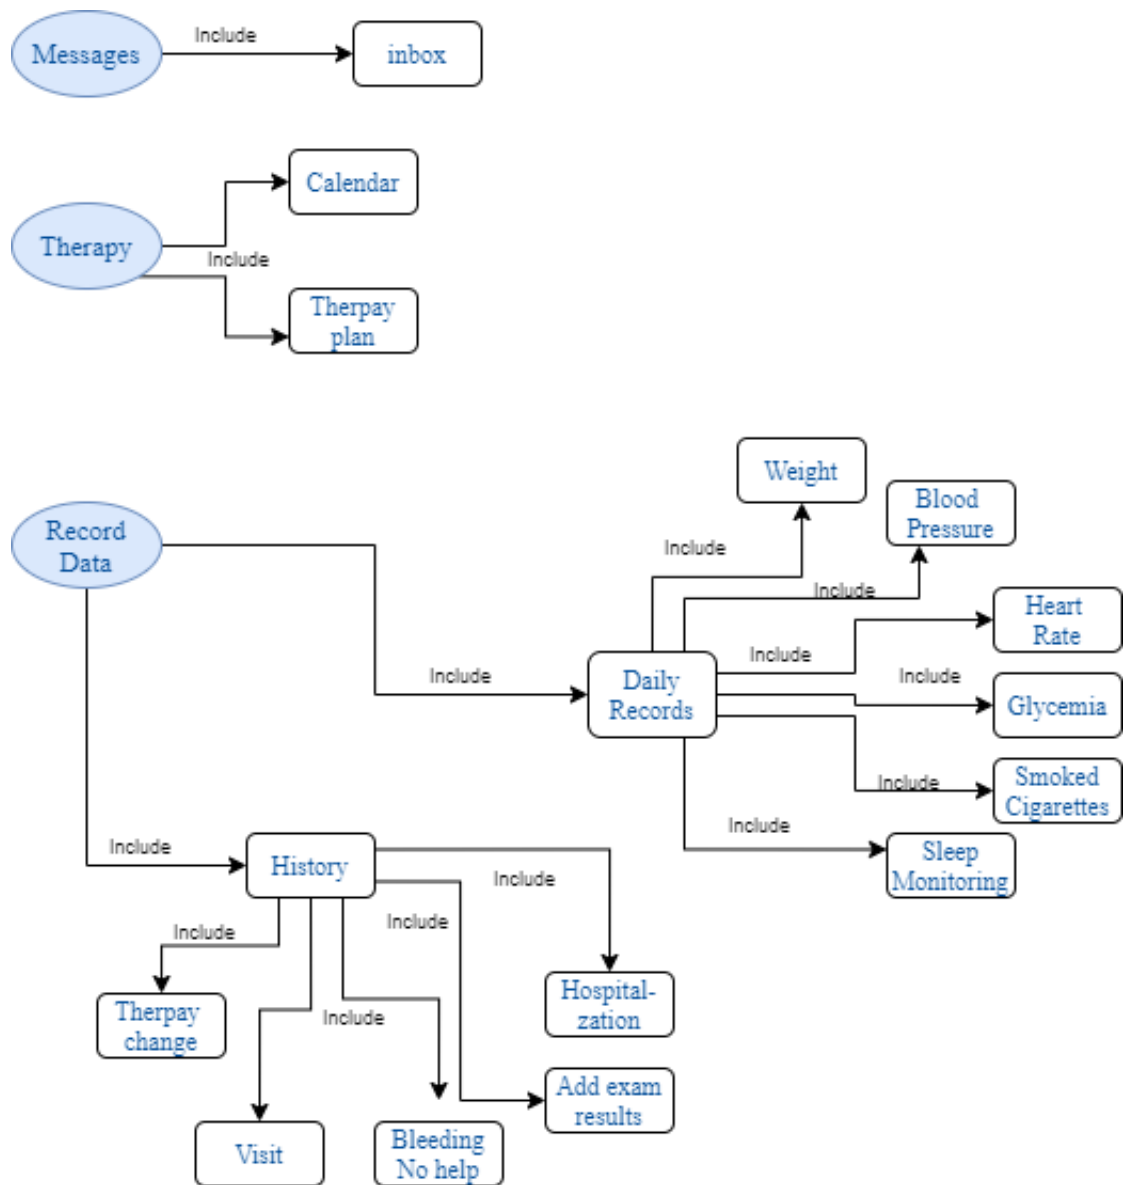 Include
Messages
inbox
Calendar
Therapy
Include
Therpay
plan
Weight
Blood
Pressure
Record
Data
Include
Include
Heart
Rate
Include
Include
Include
Daily
Records
Glycemia
Smoked
Cigarettes
Include
Include
Sleep
Monitoring
Include
History
Include
Include
Include
Hospital-
zation
Therpay
change
Include
Add exam
results
Visit
Bleeding
No help